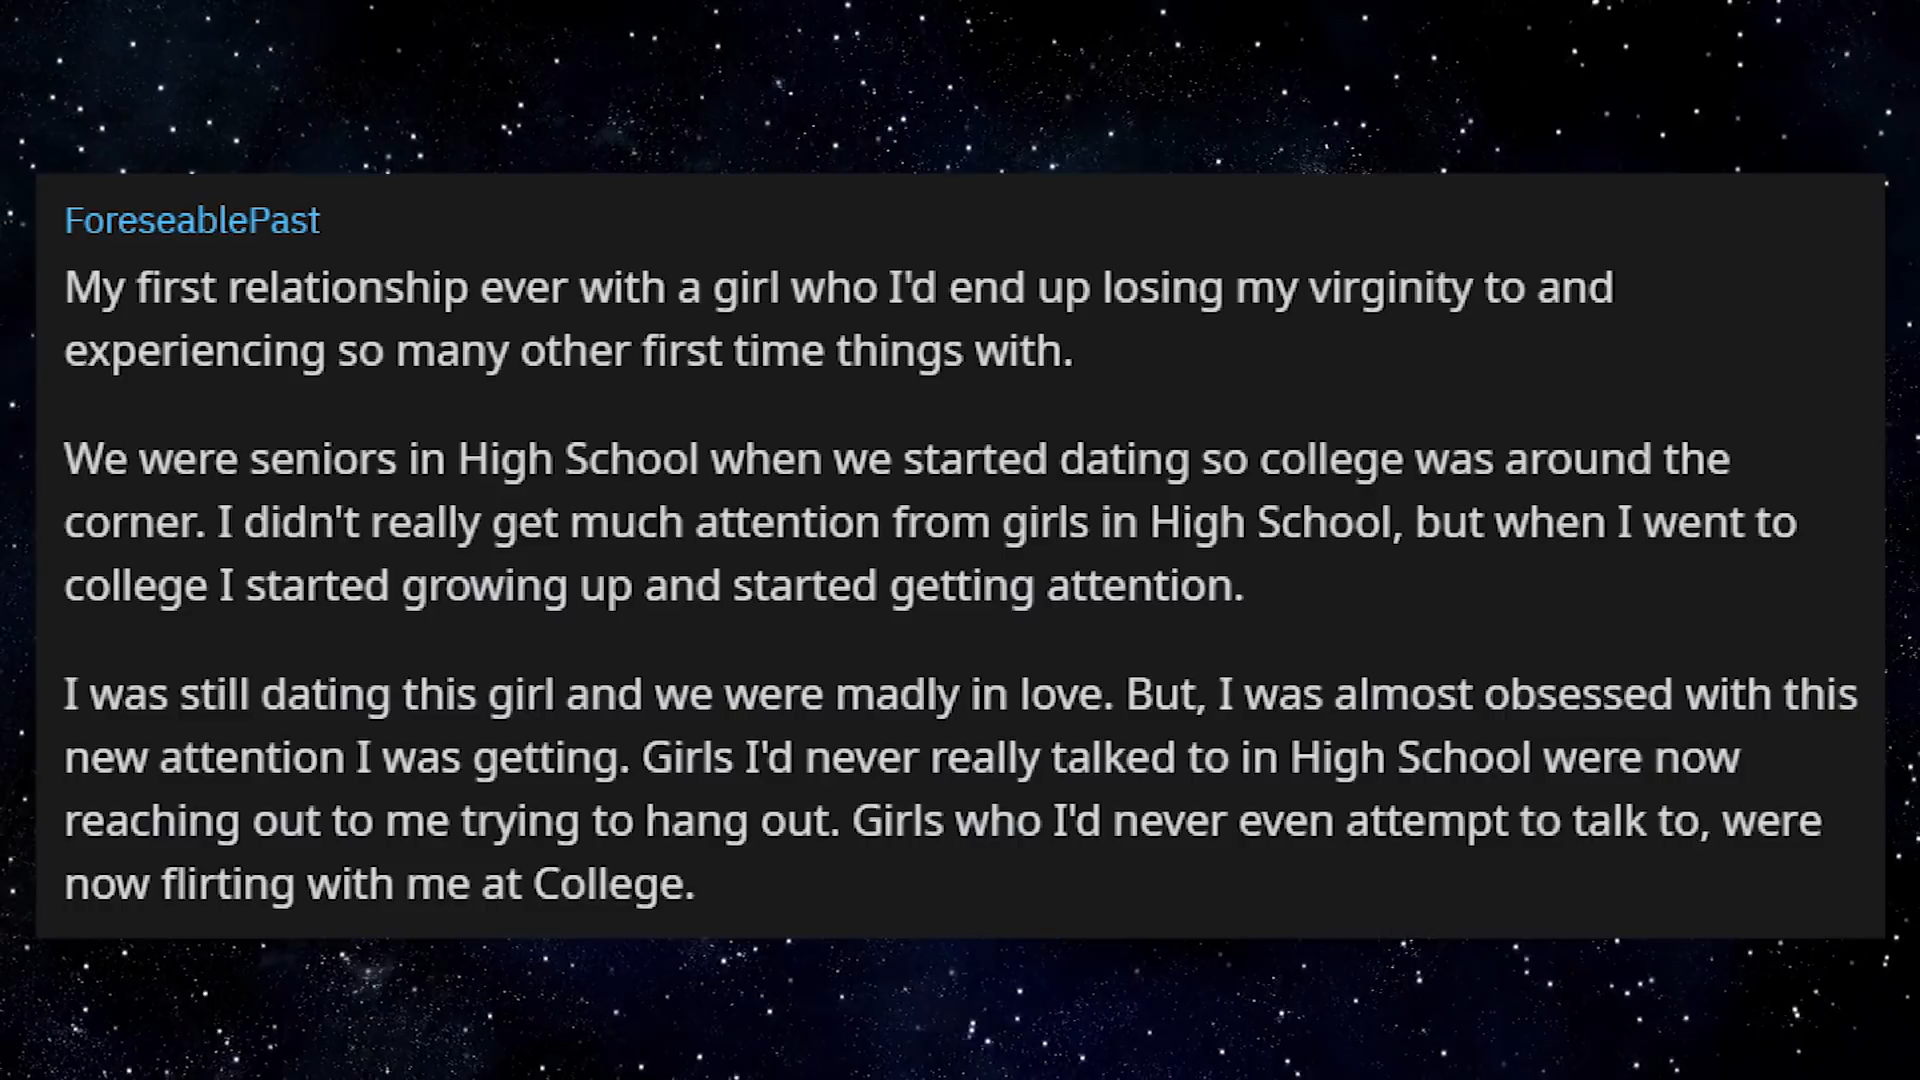 ForeseablePast
My first relationship ever with a girl who I'd end up losing my virginity to and
experiencing so many other first time things with.
We were seniors in High School when we started dating so college was around the
corner. I didn't really get much attention from girls in High School, but when I went to
college I started growing up and started getting attention.
I was still dating this girl and we were madly in love. But, I was almost obsessed with this
new attention I was getting. Girls I'd never really talked to in High School were now
reaching out to me trying to hang out. Girls who I'd never even attempt to talk to, were
now flirting with me at College.